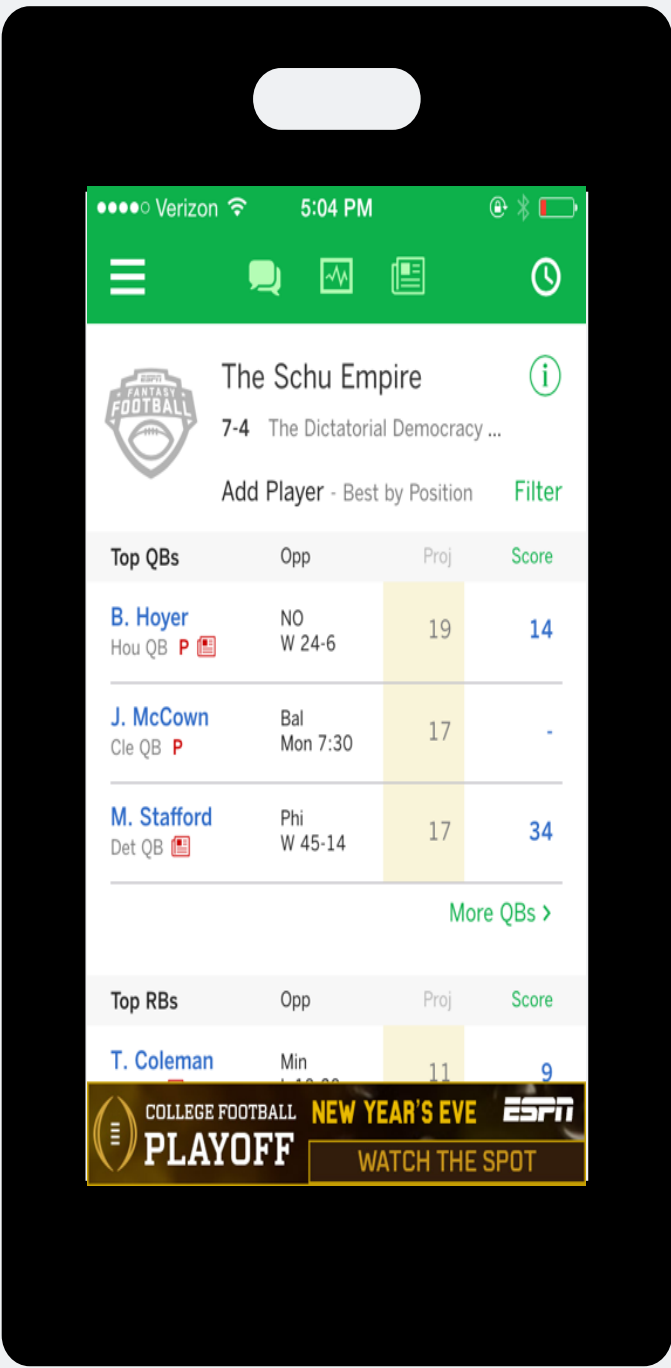 Verizon 5:04 PM
ESPN
FANTASY
FOOTBALL
The Schu Empire
7-4 The Dictatorial Democracy ...
Add Player - Best by Position Filter
Top QBs Opp Proj Score
B. Hoyer NO 19 14
Hou QB P W 24-6
J. McCown Bal 17 -
Cle QB P Mon 7:30
M. Stafford Phi 17 34
Det QB W 45-14
More QBs >
Top RBs Opp Proj Score
T. Coleman Min 11 9
COLLEGE FOOTBALL NEW YEAR'S EVE ESPN
PLAYOFF WATCH THE SPOT